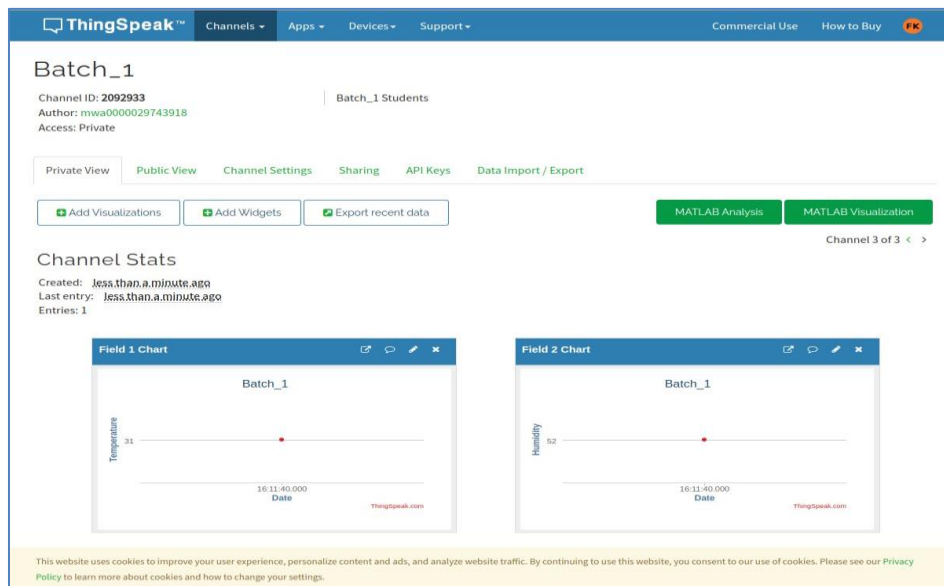 ThingSpeak™ Channels Apps Devices Support Commercial Use How to Buy FK
Batch_1
Channel ID: 2092933
Batch_1 Students
Author: mwa0000029743918
Access: Private
Private View Public View Channel Settings Sharing API Keys Data Import / Export
Add Visualizations Add Widgets Export recent data MATLAB Analysis MATLAB Visualization
Channel 3 of 3 < >
Channel Stats
Created: less than a minute ago
Last entry: less than a minute ago
Entries: 1
Field 1 Chart
Batch_1
Temperature
31
16:11:40.000
Date
ThingSpeak.com
Field 2 Chart
Batch_1
Humidity
52
16:11:40.000
Date
ThingSpeak.com
This website uses cookies to improve your user experience, personalize content and ads, and analyze website traffic. By continuing to use this website, you consent to our use of cookies. Please see our Privacy
Policy to learn more about cookies and how to change your settings.